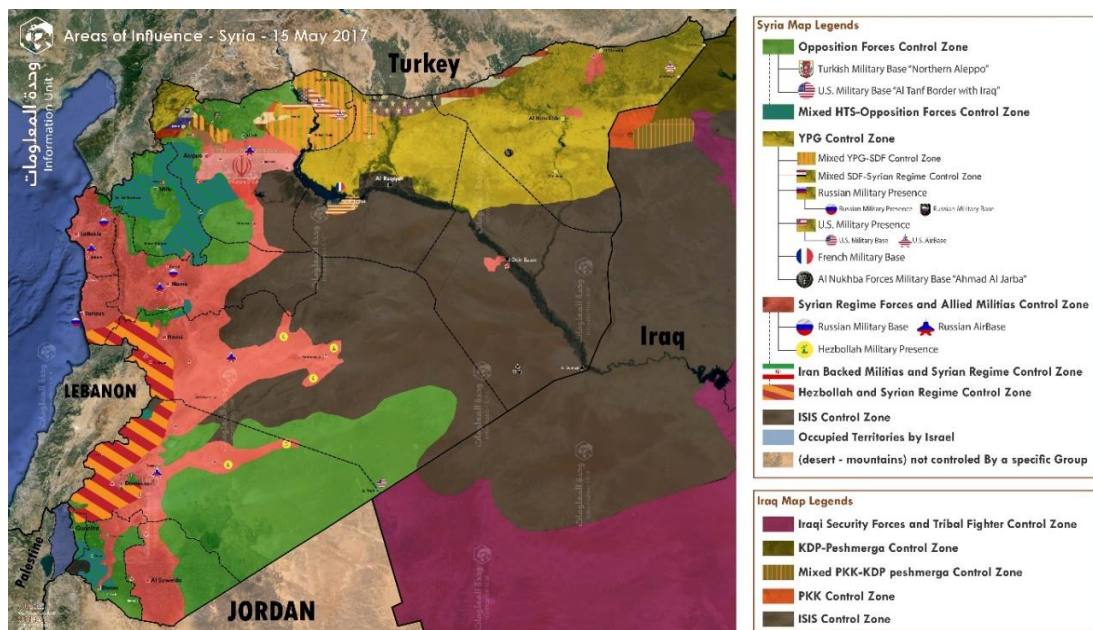 Areas of Influence - Syria - 15 May 2017
وحدة المعلومات
Information Unit
Turkey
Al Raqqah
Iraq
LEBANON
Palestine
Al Sweida
JORDAN
Syria Map Legends
Opposition Forces Control Zone
Turkish Military Base "Northern Aleppo"
U.S. Military Base "Al Tanf Border with Iraq"
Mixed HTS-Opposition Forces Control Zone
YPG Control Zone
Mixed YPG-SDF Control Zone
Mixed SDF-Syrian Regime Control Zone
Russian Military Presence
Russian Military Presence
Russian Military Base
U.S. Military Presence
U.S. Military Base
U.S. AirBase
French Military Base
Al Nukhba Forces Military Base "Ahmad Al Jarba"
Syrian Regime Forces and Allied Militias Control Zone
Russian Military Base
Russian AirBase
Hezbollah Military Presence
Iran Backed Militias and Syrian Regime Control Zone
Hezbollah and Syrian Regime Control Zone
ISIS Control Zone
Occupied Territories by Israel
(desert - mountains) not controled By a specific Group
Iraq Map Legends
Iraqi Security Forces and Tribal Fighter Control Zone
KDP-Peshmerga Control Zone
Mixed PKK-KDP peshmerga Control Zone
PKK Control Zone
ISIS Control Zone